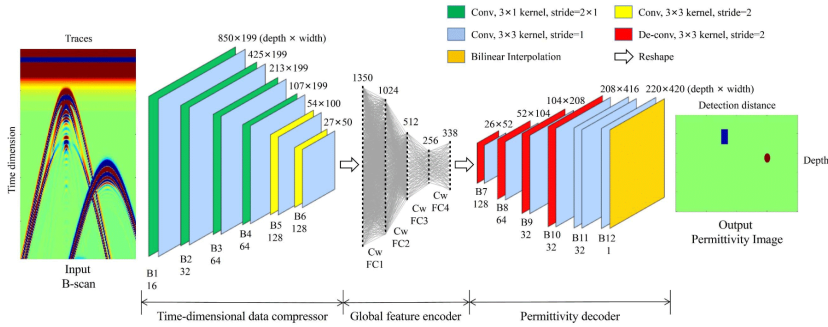 Conv, 3×1 kernel, stride=2×1
Conv, 3×3 kernel, stride=2
Conv, 3×3 kernel, stride=1
De-conv, 3×3 kernel, stride=2
Bilinear Interpolation
Reshape
Traces
Time dimension
Input
B-scan
850×199 (depth × width)
425×199
213×199
107×199
54×100
27×50
B1
16
B2
32
B3
64
B4
64
B5
128
B6
128
1350
1024
512
256
338
Cw
FC1
Cw
FC2
Cw
FC3
Cw
FC4
26×52
52×104
104×208
208×416
220×420 (depth × width)
B7
128
B8
64
B9
32
B10
32
B11
32
B12
1
Detection distance
Depth
Output
Permittivity Image
Time-dimensional data compressor
Global feature encoder
Permittivity decoder